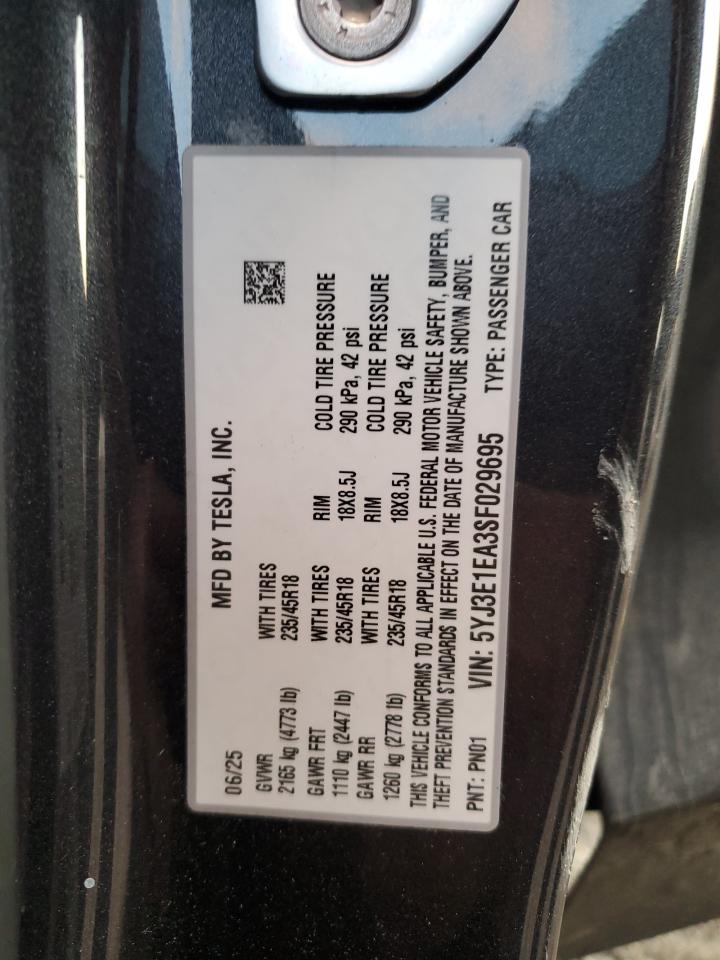 MFD BY TESLA, INC.
06/25
GVWR WITH TIRES RIM COLD TIRE PRESSURE
2165 kg (4773 lb) 235/45R18
GAWR FRT WITH TIRES RIM COLD TIRE PRESSURE
1110 kg (2447 lb) 235/45R18 18X8.5J 290 kPa, 42 psi
GAWR RR WITH TIRES RIM COLD TIRE PRESSURE
1260 kg (2778 lb) 235/45R18 18X8.5J 290 kPa, 42 psi
THIS VEHICLE CONFORMS TO ALL APPLICABLE U.S. FEDERAL MOTOR VEHICLE SAFETY, BUMPER, AND
THEFT PREVENTION STANDARDS IN EFFECT ON THE DATE OF MANUFACTURE SHOWN ABOVE.
PNT: PN01 VIN: 5YJ3E1EA3SF029695 TYPE: PASSENGER CAR